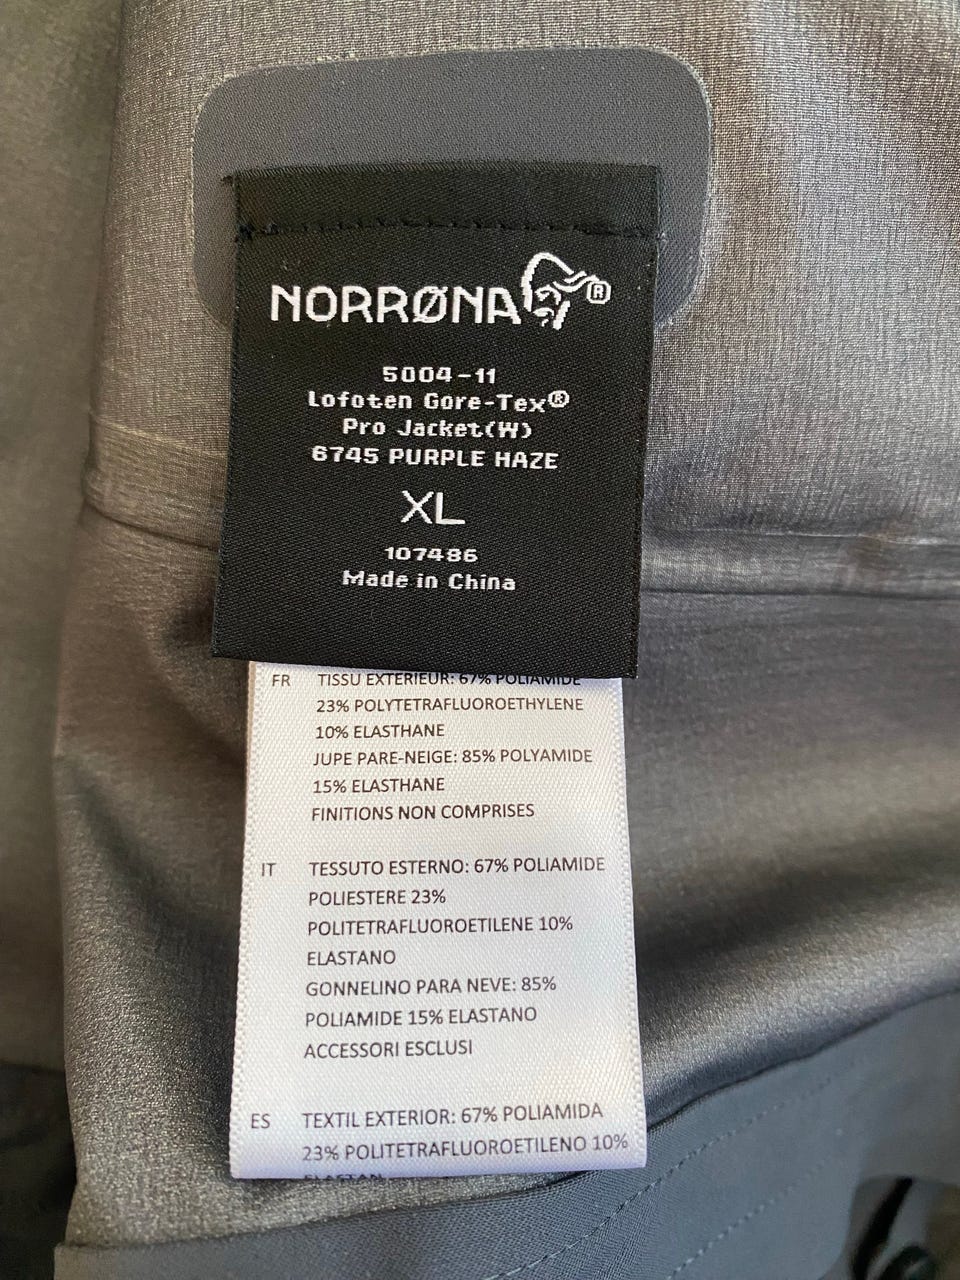 NORRØNA®
5004-11
Lofoten Gore-Tex®
Pro Jacket(W)
6745 PURPLE HAZE
XL
107486
Made in China
FR TISSU EXTERIEUR: 67% POLIAMIDE
23% POLYTETRAFLUOROETHYLENE
10% ELASTHANE
JUPE PARE-NEIGE: 85% POLYAMIDE
15% ELASTHANE
FINITIONS NON COMPRISES
IT TESSUTO ESTERNO: 67% POLIAMIDE
POLIESTERE 23%
POLITETRAFLUOROETILENE 10%
ELASTANO
GONNELINO PARA NEVE: 85%
POLIAMIDE 15% ELASTANO
ACCESSORI ESCLUSI
ES TEXTIL EXTERIOR: 67% POLIAMIDA
23% POLITETRAFLUOROETILENO 10%